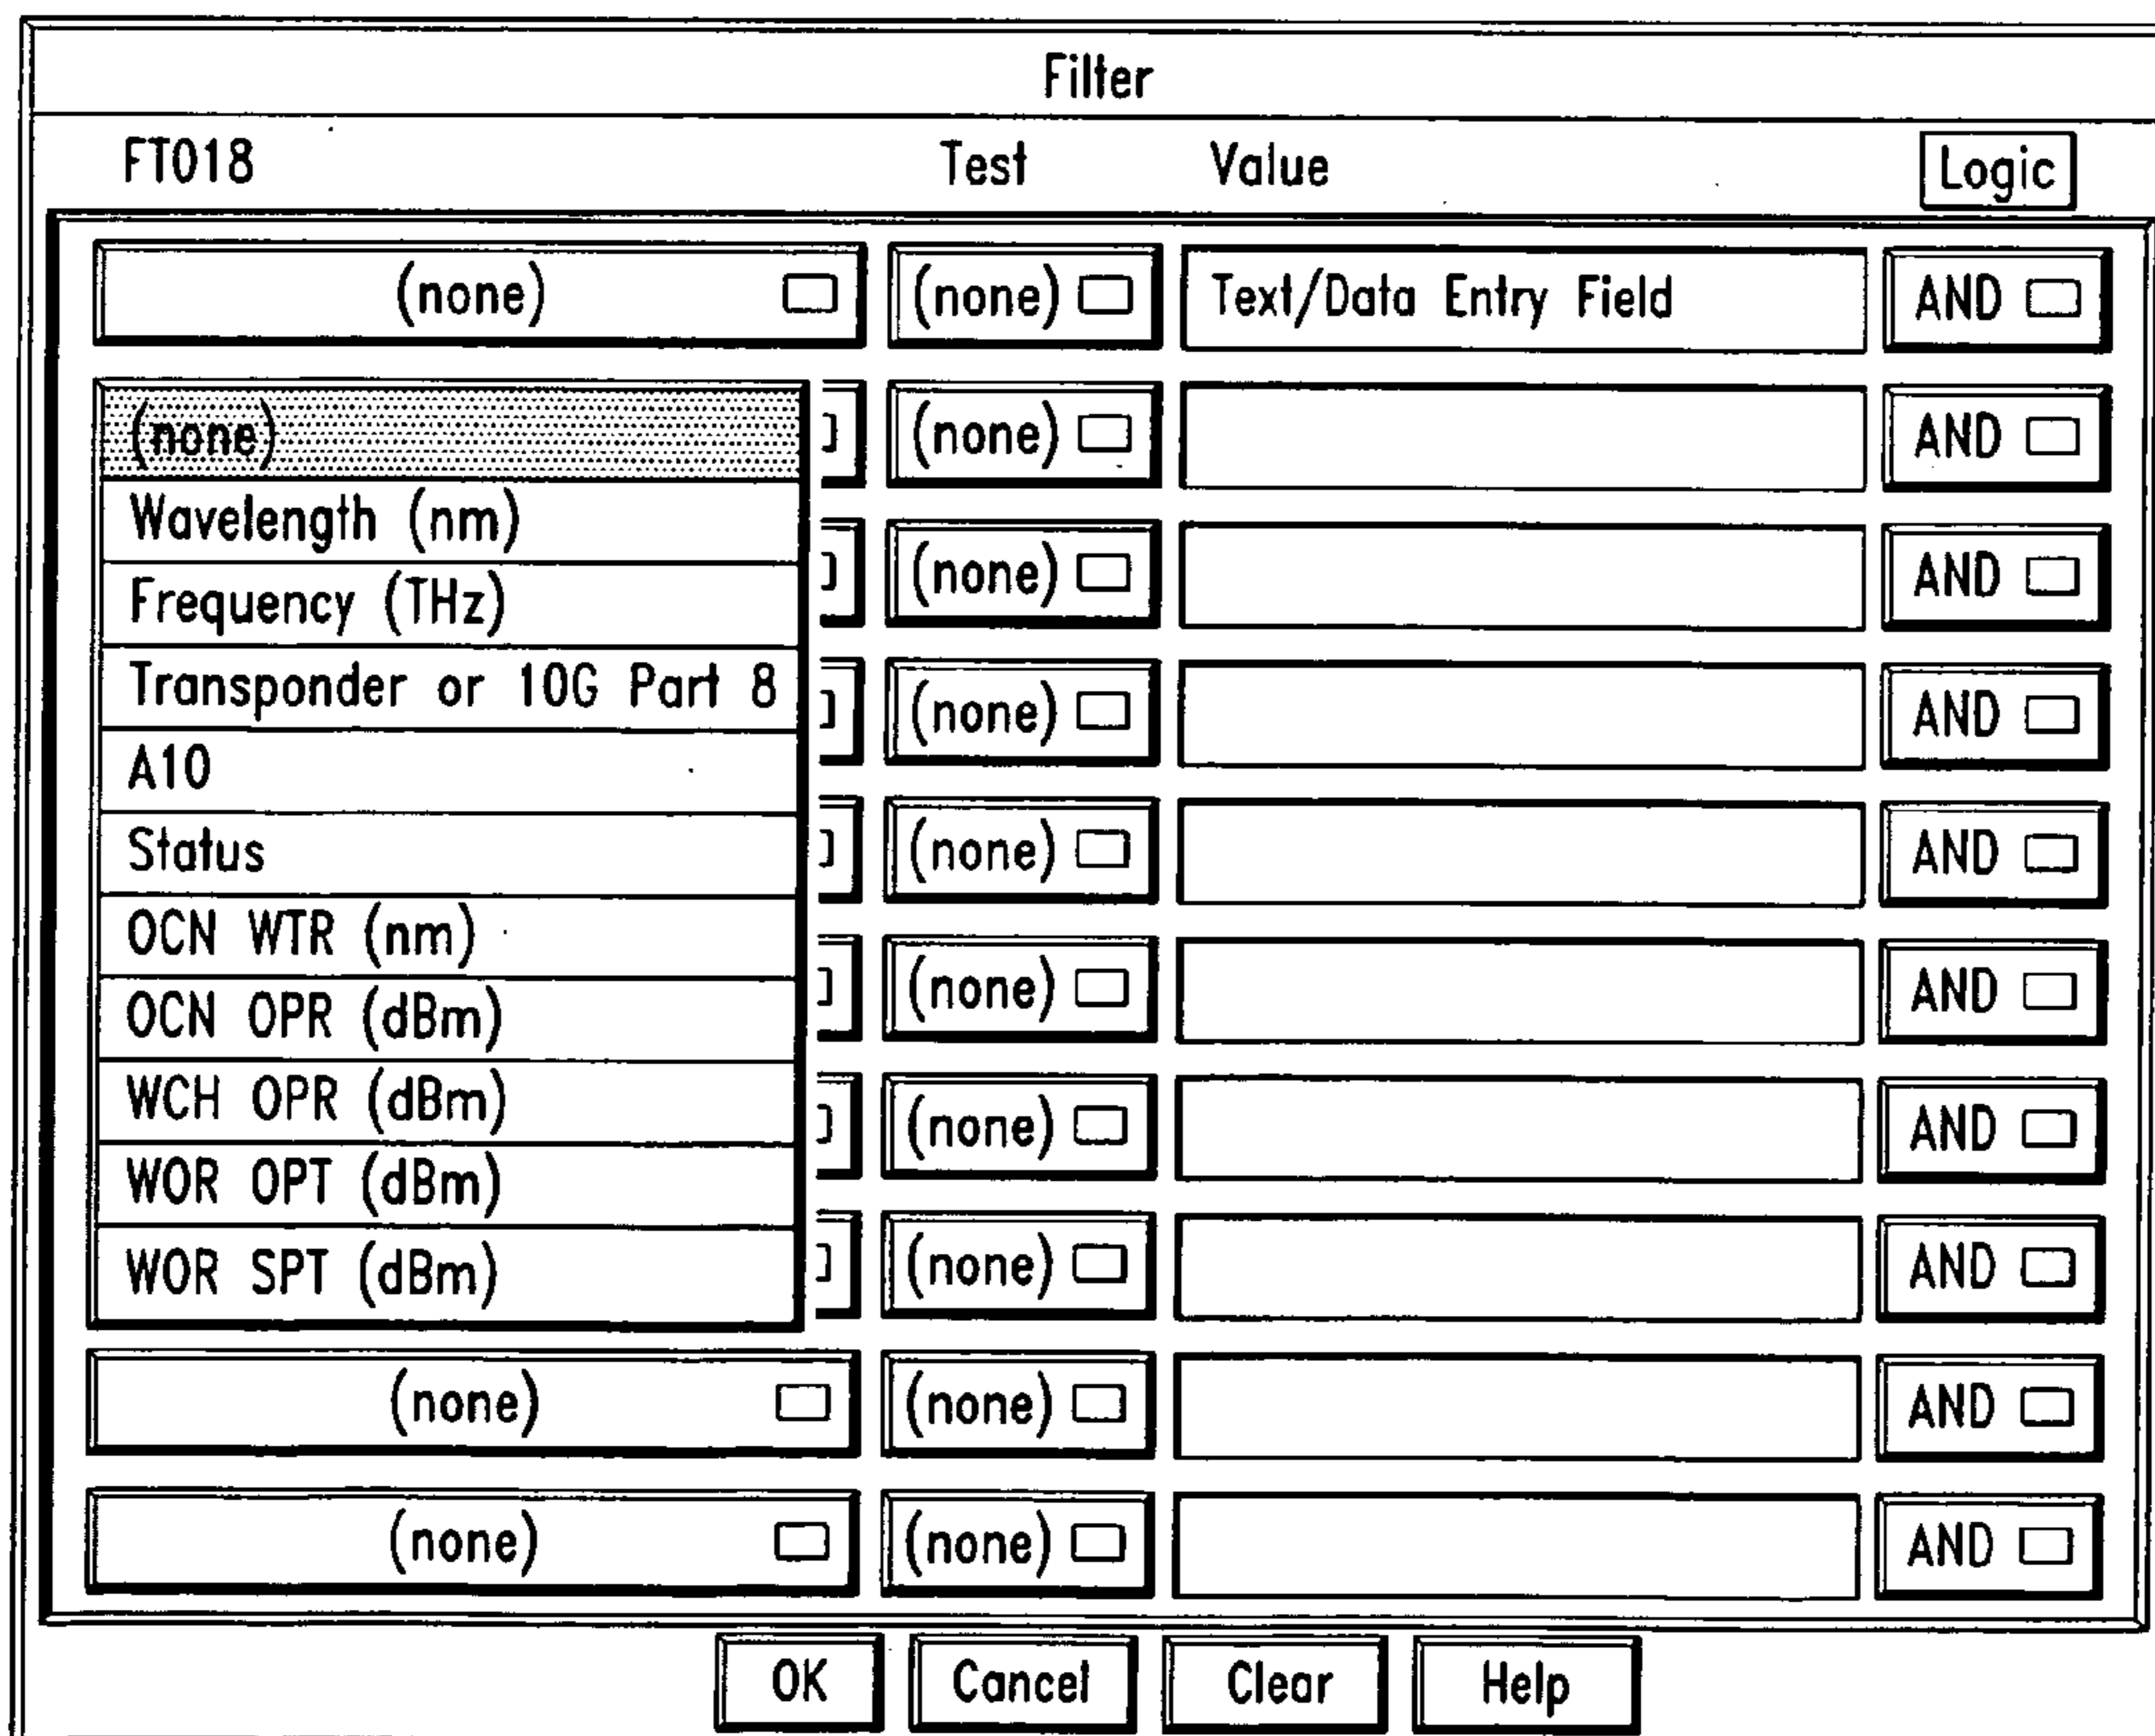 Filter
FT018 Test Value Logic
(none) (none) Text/Data Entry Field AND
(none) (none) AND
Wavelength (nm)
Frequency (THz) (none) AND
Transponder or 10G Part 8 (none) AND
A10
Status (none) AND
OCN WTR (nm)
OCN OPR (dBm) (none) AND
WCH OPR (dBm) (none) AND
WOR OPT (dBm)
WOR SPT (dBm) (none) AND
(none) (none) AND
(none) (none) AND
OK Cancel Clear Help